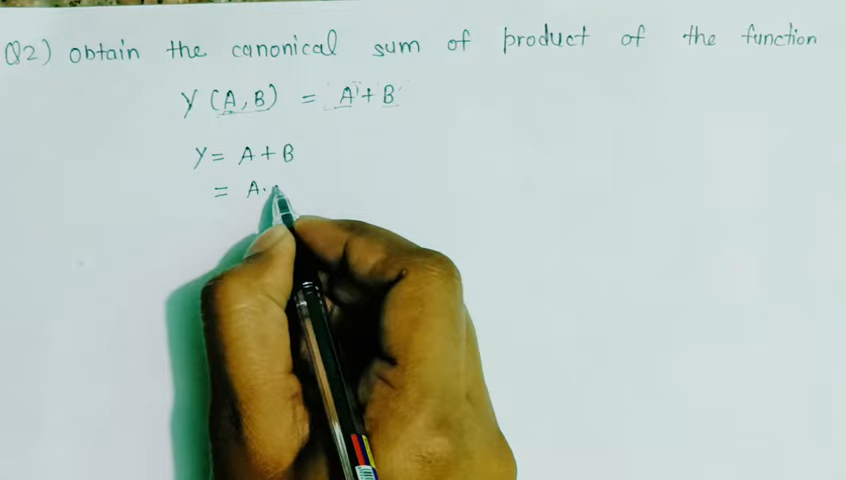 Q2) obtain the canonical sum of product of the function
Y (A, B) = A + B
Y = A + B
= A.